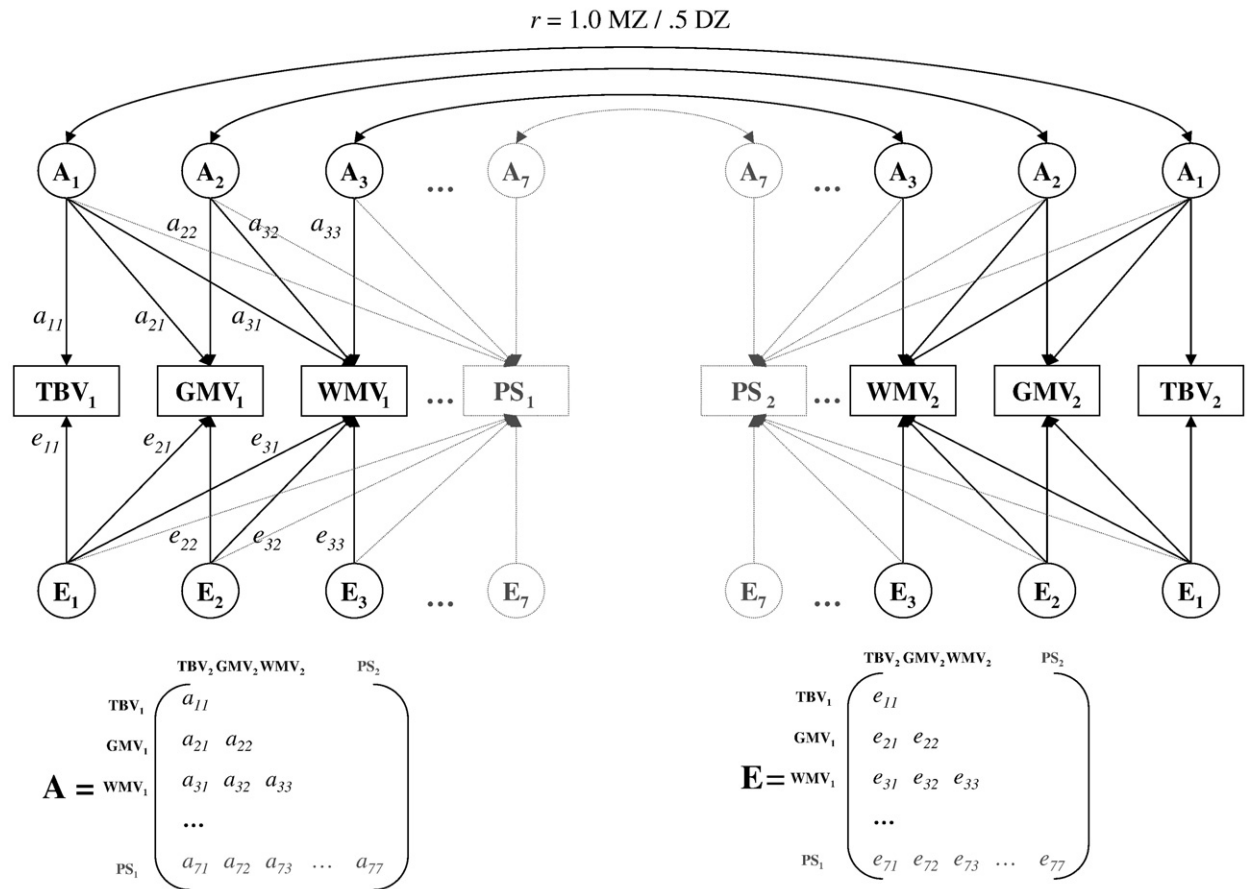 r = 1.0 MZ / .5 DZ
A1 A2 A3 ... A7 A7 ... A3 A2 A1
a22 a32 a33
a11 a21 a31
TBV1 GMV1 WMV1 ... PS1 PS2 ... WMV2 GMV2 TBV2
e11 e21 e31
e22 e32 e33
E1 E2 E3 ... E7 E7 ... E3 E2 E1
TBV2 GMV2 WMV2 PS2
TBV1 a11
GMV1 a21 a22
A = WMV1 a31 a32 a33
...
PS1 a71 a72 a73 ... a77
TBV2 GMV2 WMV2 PS2
TBV1 e11
GMV1 e21 e22
E = WMV1 e31 e32 e33
...
PS1 e71 e72 e73 ... e77